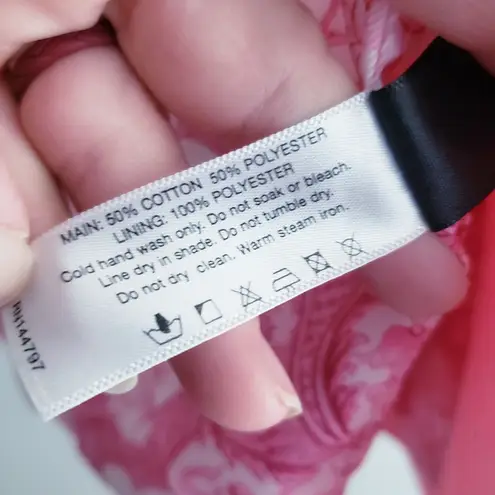 MAIN: 50% COTTON 50% POLYESTER
LINING: 100% POLYESTER
Cold hand wash only. Do not soak or bleach.
Line dry in shade. Do not tumble dry.
Do not dry clean. Warm steam iron.
RN144797